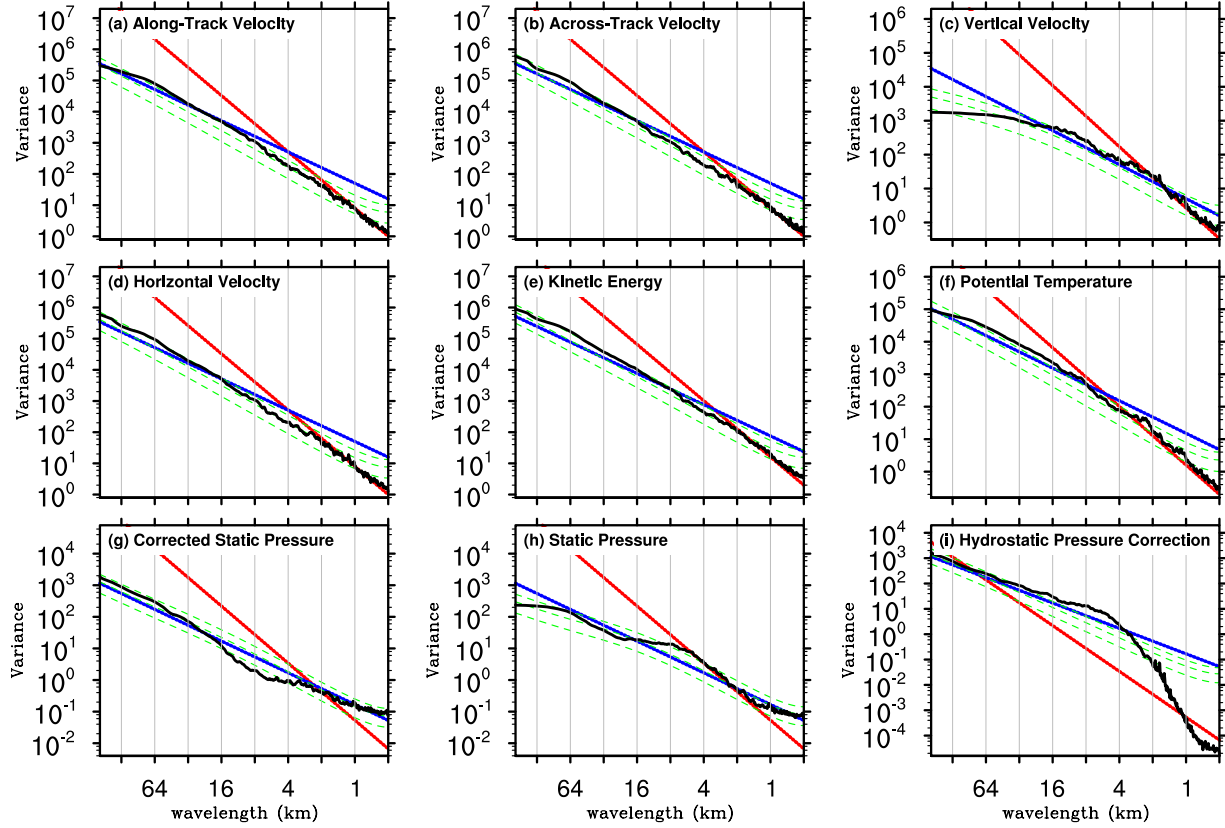 (a) Along-Track Velocity
(b) Across-Track Velocity
(c) Vertical Velocity
Variance
10^7
10^6
10^5
10^4
10^3
10^2
10^1
10^0
Variance
10^7
10^6
10^5
10^4
10^3
10^2
10^1
10^0
Variance
10^6
10^5
10^4
10^3
10^2
10^1
10^0
(d) Horizontal Velocity
(e) Kinetic Energy
(f) Potential Temperature
Variance
10^7
10^6
10^5
10^4
10^3
10^2
10^1
10^0
Variance
10^7
10^6
10^5
10^4
10^3
10^2
10^1
10^0
Variance
10^6
10^5
10^4
10^3
10^2
10^1
10^0
(g) Corrected Static Pressure
(h) Static Pressure
(i) Hydrostatic Pressure Correction
Variance
10^4
10^3
10^2
10^1
10^0
10^-1
10^-2
Variance
10^4
10^3
10^2
10^1
10^0
10^-1
10^-2
Variance
10^4
10^3
10^2
10^1
10^0
10^-1
10^-2
10^-3
10^-4
64 16 4 1
64 16 4 1
64 16 4 1
wavelength (km)
wavelength (km)
wavelength (km)